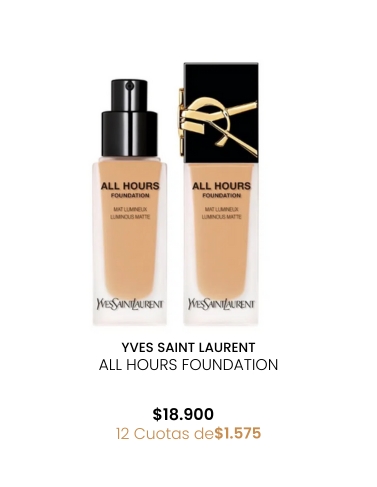 ALL HOURS
FOUNDATION
MAT LUMINEUX
LUMINOUS MATTE
YVESSAINTLAURENT
ALL HOURS
FOUNDATION
MAT LUMINEUX
LUMINOUS MATTE
YVESSAINTLAURENT
YVES SAINT LAURENT
ALL HOURS FOUNDATION
$18.900
12 Cuotas de$1.575